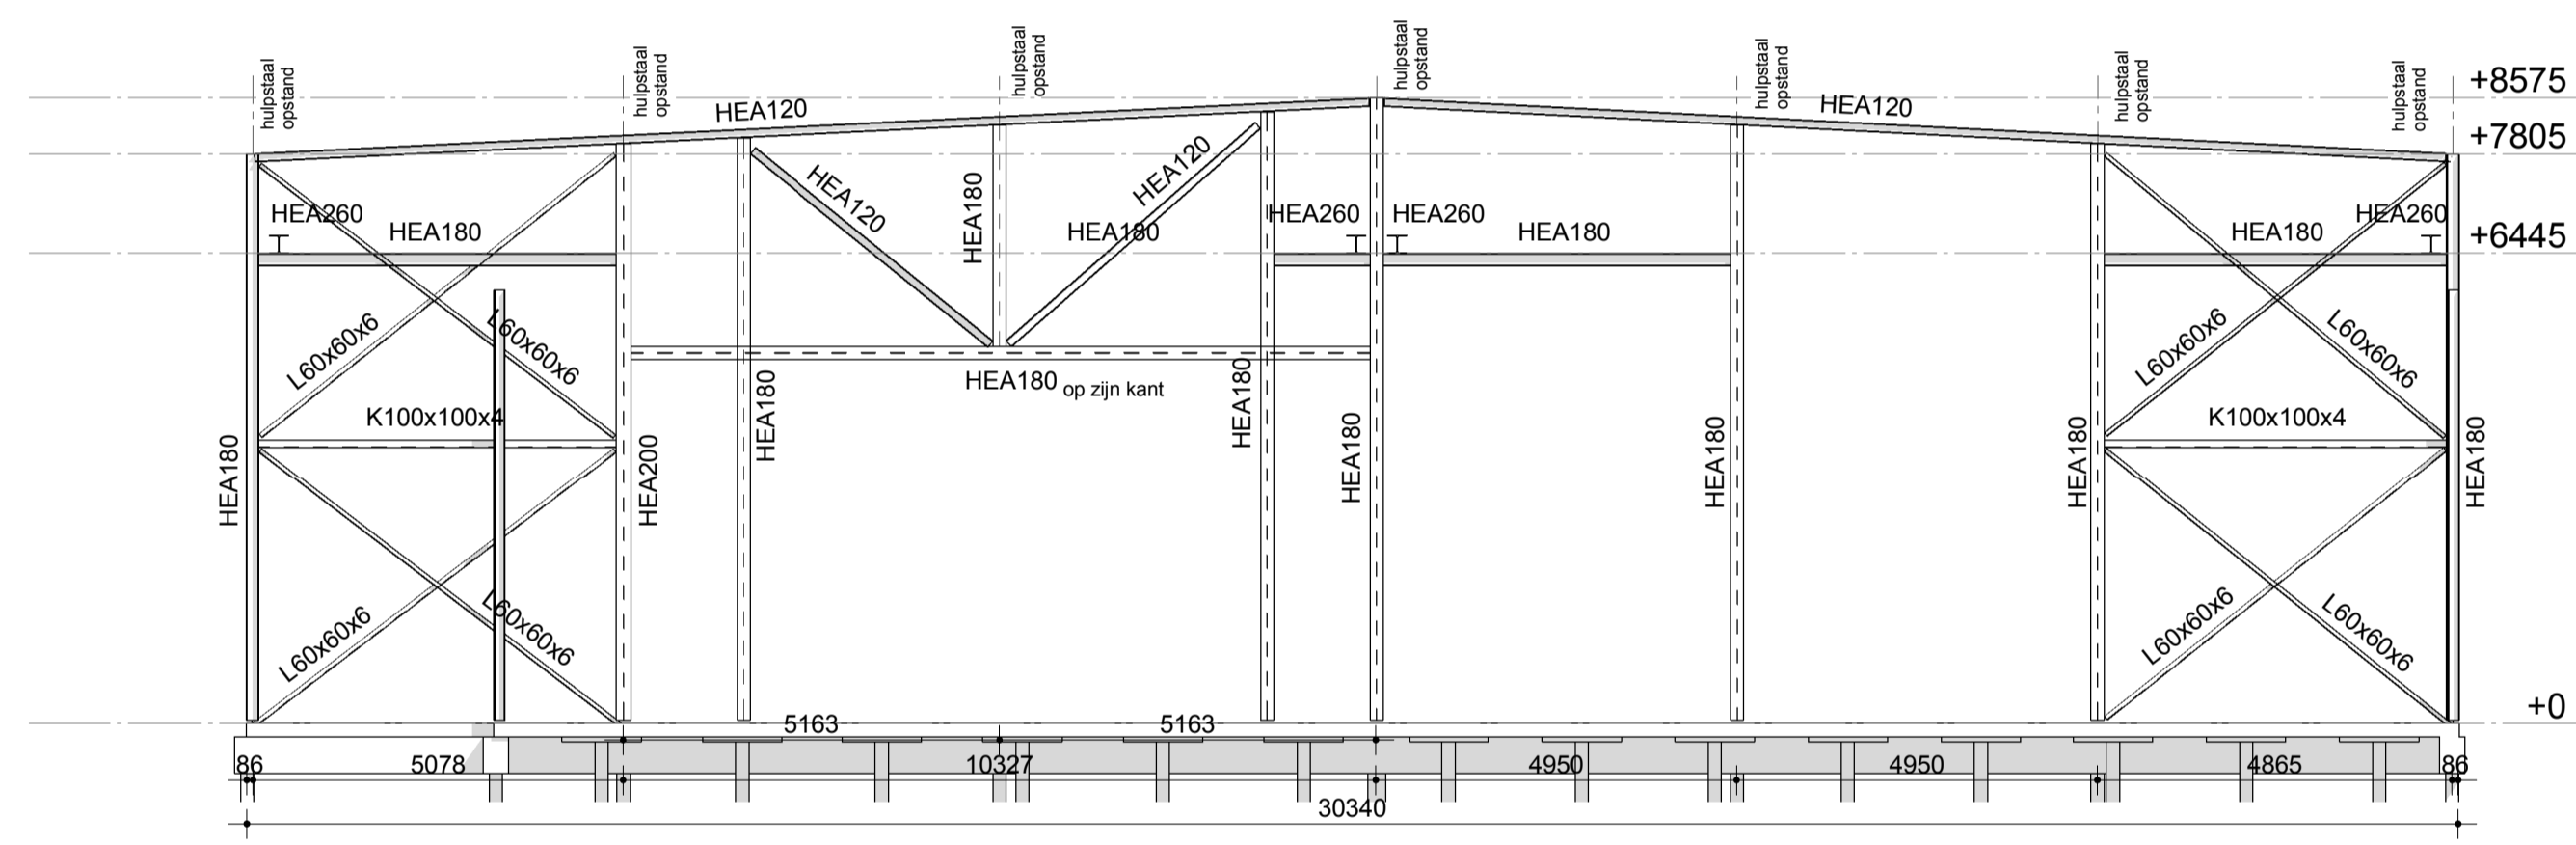 hulpstaal
opstand
hulpstaal
opstand
hulpstaal
opstand
hulpstaal
opstand
hulpstaal
opstand
hulpstaal
opstand
hulpstaal
opstand
+8575
+7805
+6445
+0
HEA120
HEA120
HEA120
HEA120
HEA260
HEA180
HEA180
HEA180
HEA260
HEA260
HEA180
HEA180
HEA260
L60x60x6
L60x60x6
L60x60x6
L60x60x6
K100x100x4
K100x100x4
HEA180 op zijn kant
HEA180
HEA200
HEA180
HEA180
HEA180
HEA180
HEA180
HEA180
L60x60x6
L60x60x6
L60x60x6
L60x60x6
5163
5163
86
5078
10327
4950
4950
4865
86
30340